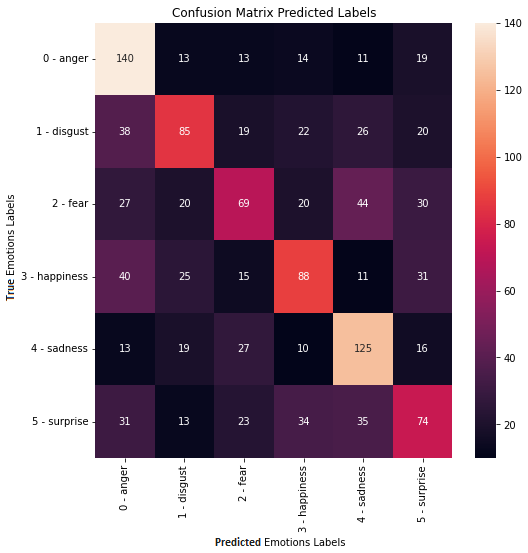 Confusion Matrix Predicted Labels
0 - anger 140 13 13 14 11 19
1 - disgust 38 85 19 22 26 20
2 - fear 27 20 69 20 44 30
3 - happiness 40 25 15 88 11 31
4 - sadness 13 19 27 10 125 16
5 - surprise 31 13 23 34 35 74
True Emotions Labels
0 - anger
1 - disgust
2 - fear
3 - happiness
4 - sadness
5 - surprise
Predicted Emotions Labels
140
120
100
80
60
40
20